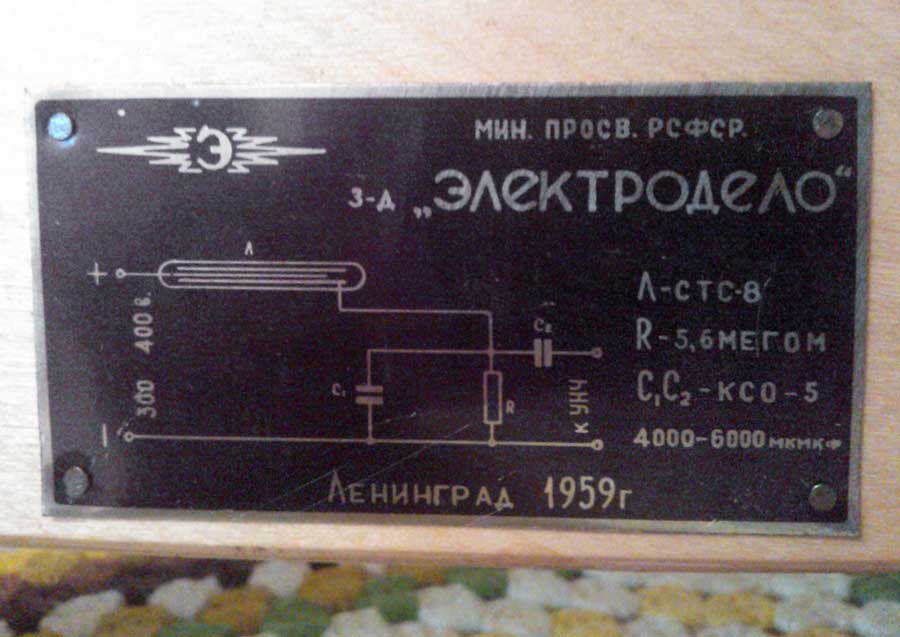 Э
МИН. ПРОСВ. РСФСР.
З-Д „ЭЛЕКТРОДЕЛО“
Л
+
300 400 в.
−
C₁
R
C₂
К УНЧ
Л-СТС-8
R-5,6 МЕГОМ
C₁C₂-КСО-5
4000-6000 мкмкф
ЛЕНИНГРАД 1959г